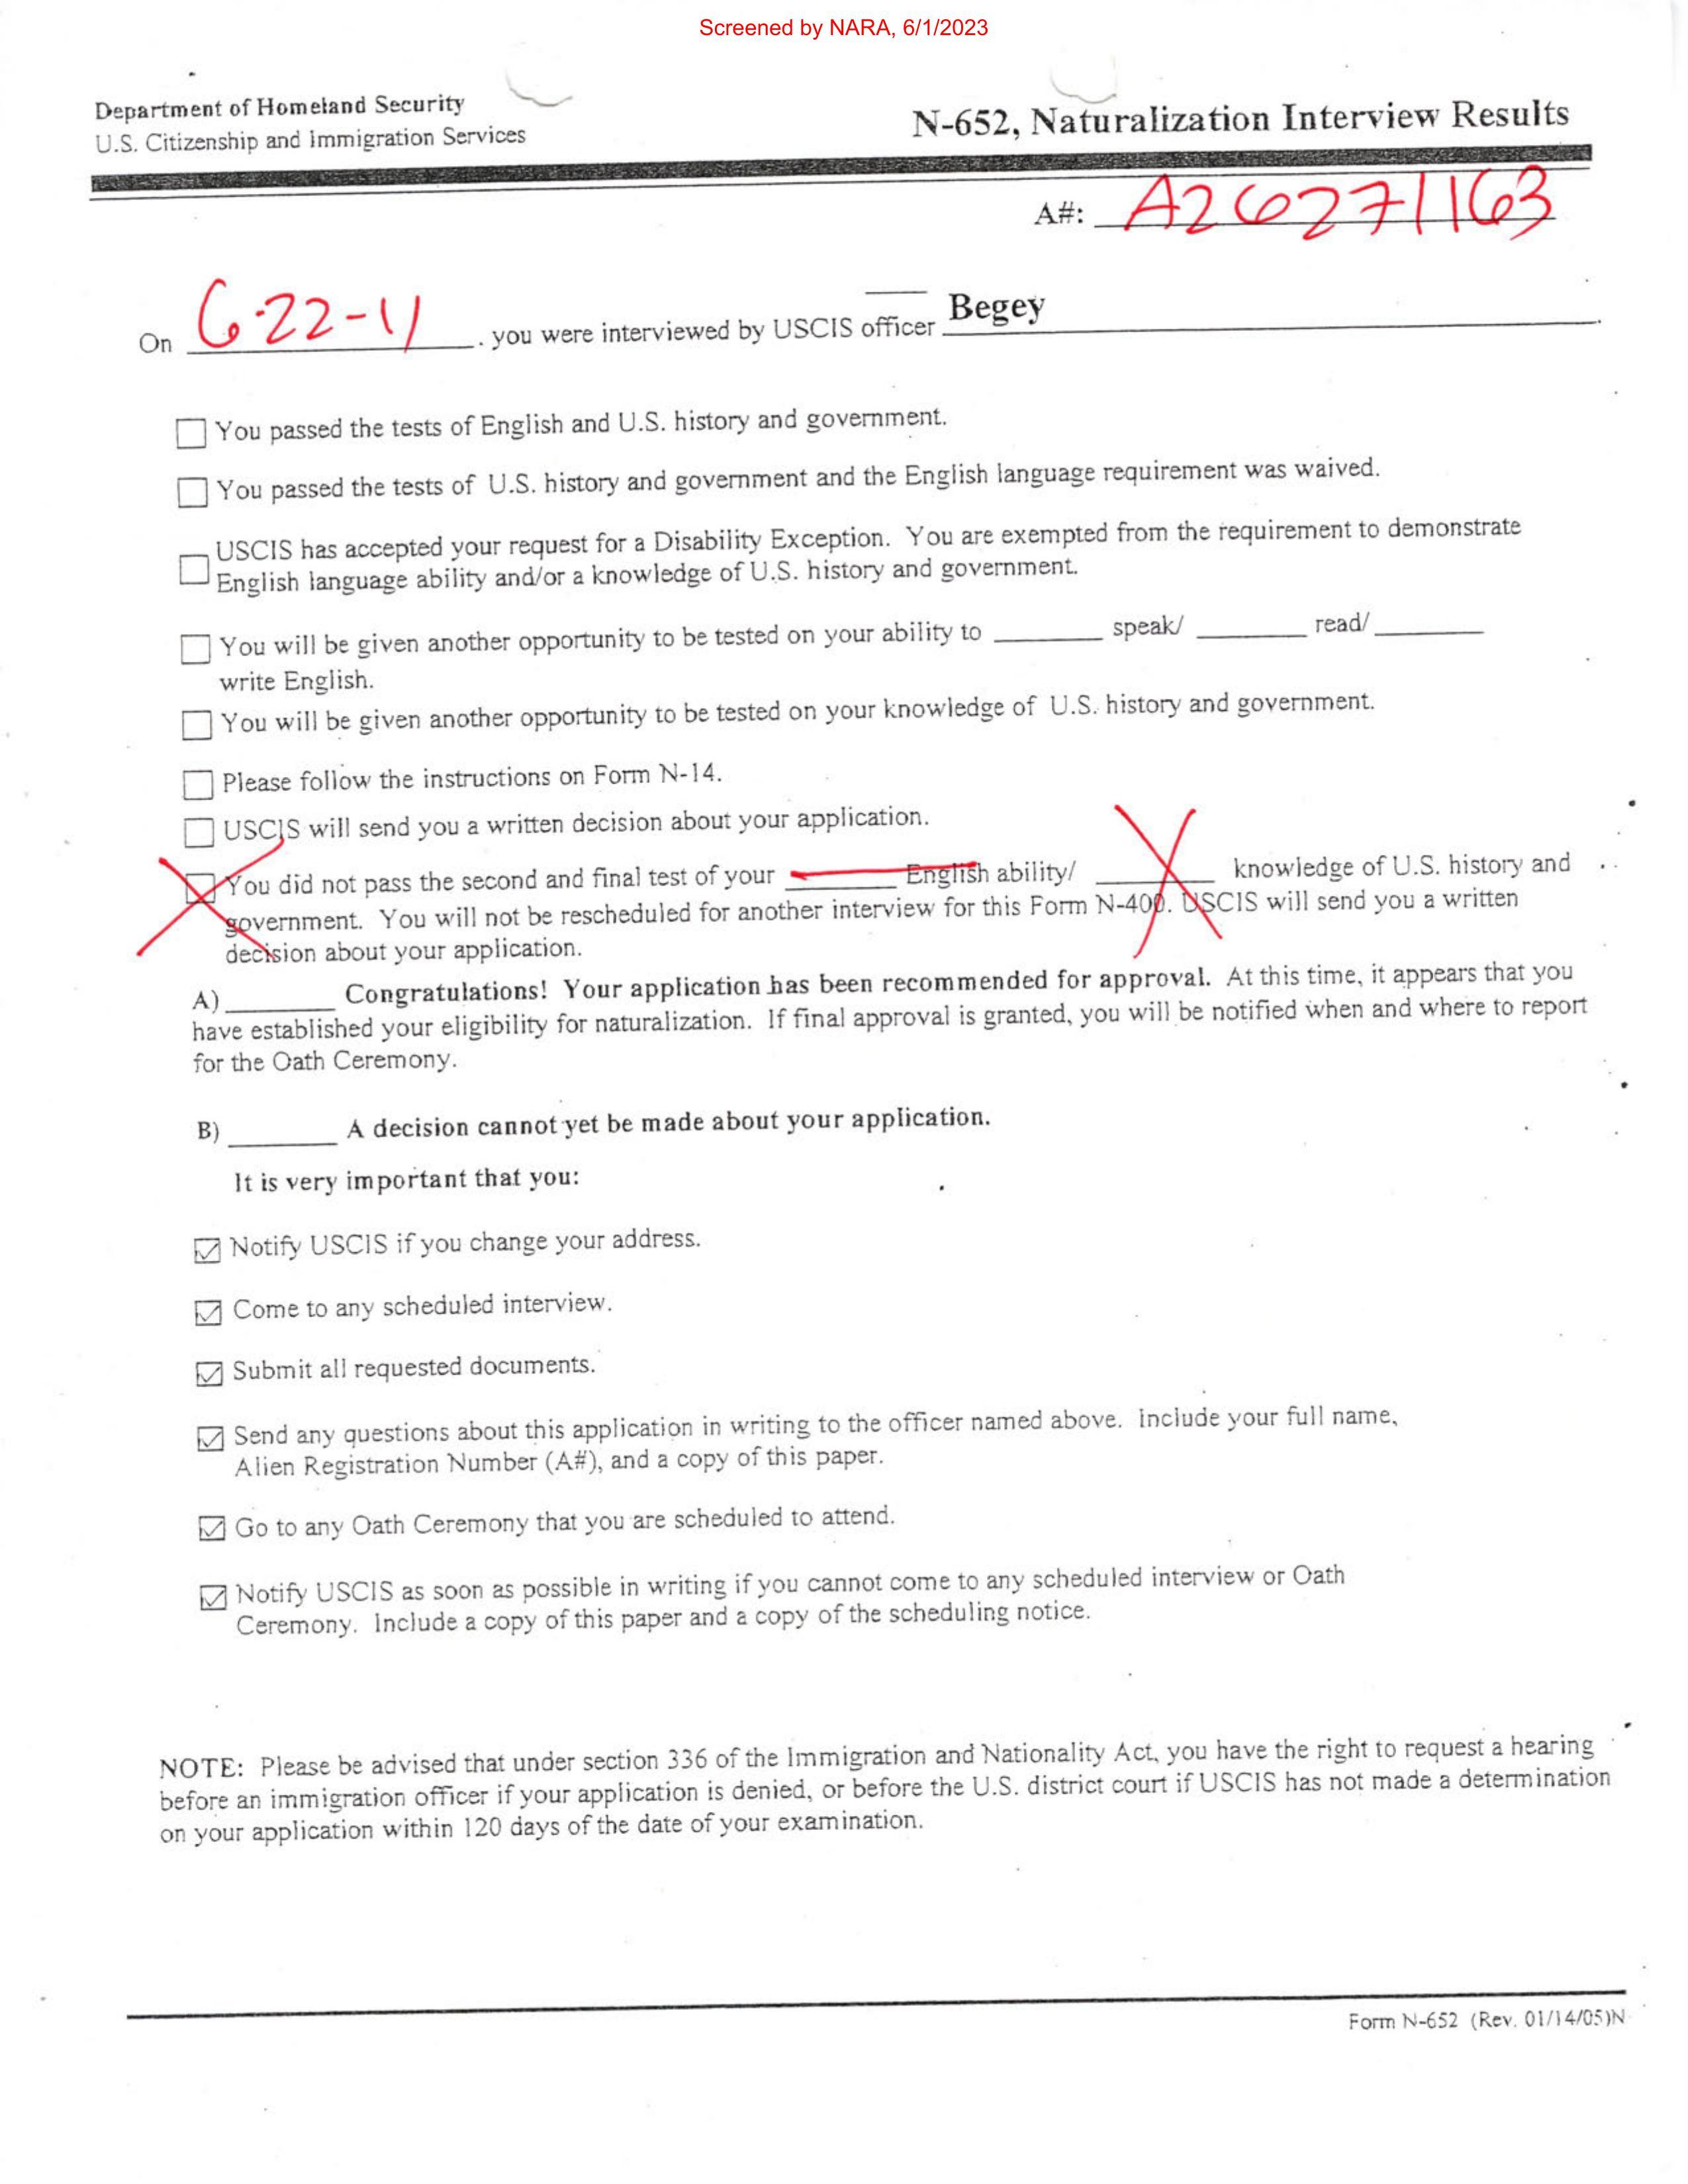 Screened by NARA, 6/1/2023
Department of Homeland Security
U.S. Citizenship and Immigration Services
N-652, Naturalization Interview Results
A#: A26271163
On 6-22-11, you were interviewed by USCIS officer Begey.
You passed the tests of English and U.S. history and government.
You passed the tests of U.S. history and government and the English language requirement was waived.
USCIS has accepted your request for a Disability Exception. You are exempted from the requirement to demonstrate
English language ability and/or a knowledge of U.S. history and government.
You will be given another opportunity to be tested on your ability to ________ speak/ ________ read/ ________
write English.
You will be given another opportunity to be tested on your knowledge of U.S. history and government.
Please follow the instructions on Form N-14.
USCIS will send you a written decision about your application.
You did not pass the second and final test of your ________ English ability/ ________ knowledge of U.S. history and
government. You will not be rescheduled for another interview for this Form N-400. USCIS will send you a written
decision about your application.
A) ________ Congratulations! Your application has been recommended for approval. At this time, it appears that you
have established your eligibility for naturalization. If final approval is granted, you will be notified when and where to report
for the Oath Ceremony.
B) ________ A decision cannot yet be made about your application.
It is very important that you:
Notify USCIS if you change your address.
Come to any scheduled interview.
Submit all requested documents.
Send any questions about this application in writing to the officer named above. Include your full name,
Alien Registration Number (A#), and a copy of this paper.
Go to any Oath Ceremony that you are scheduled to attend.
Notify USCIS as soon as possible in writing if you cannot come to any scheduled interview or Oath
Ceremony. Include a copy of this paper and a copy of the scheduling notice.
NOTE: Please be advised that under section 336 of the Immigration and Nationality Act, you have the right to request a hearing
before an immigration officer if your application is denied, or before the U.S. district court if USCIS has not made a determination
on your application within 120 days of the date of your examination.
Form N-652 (Rev. 01/14/05)N